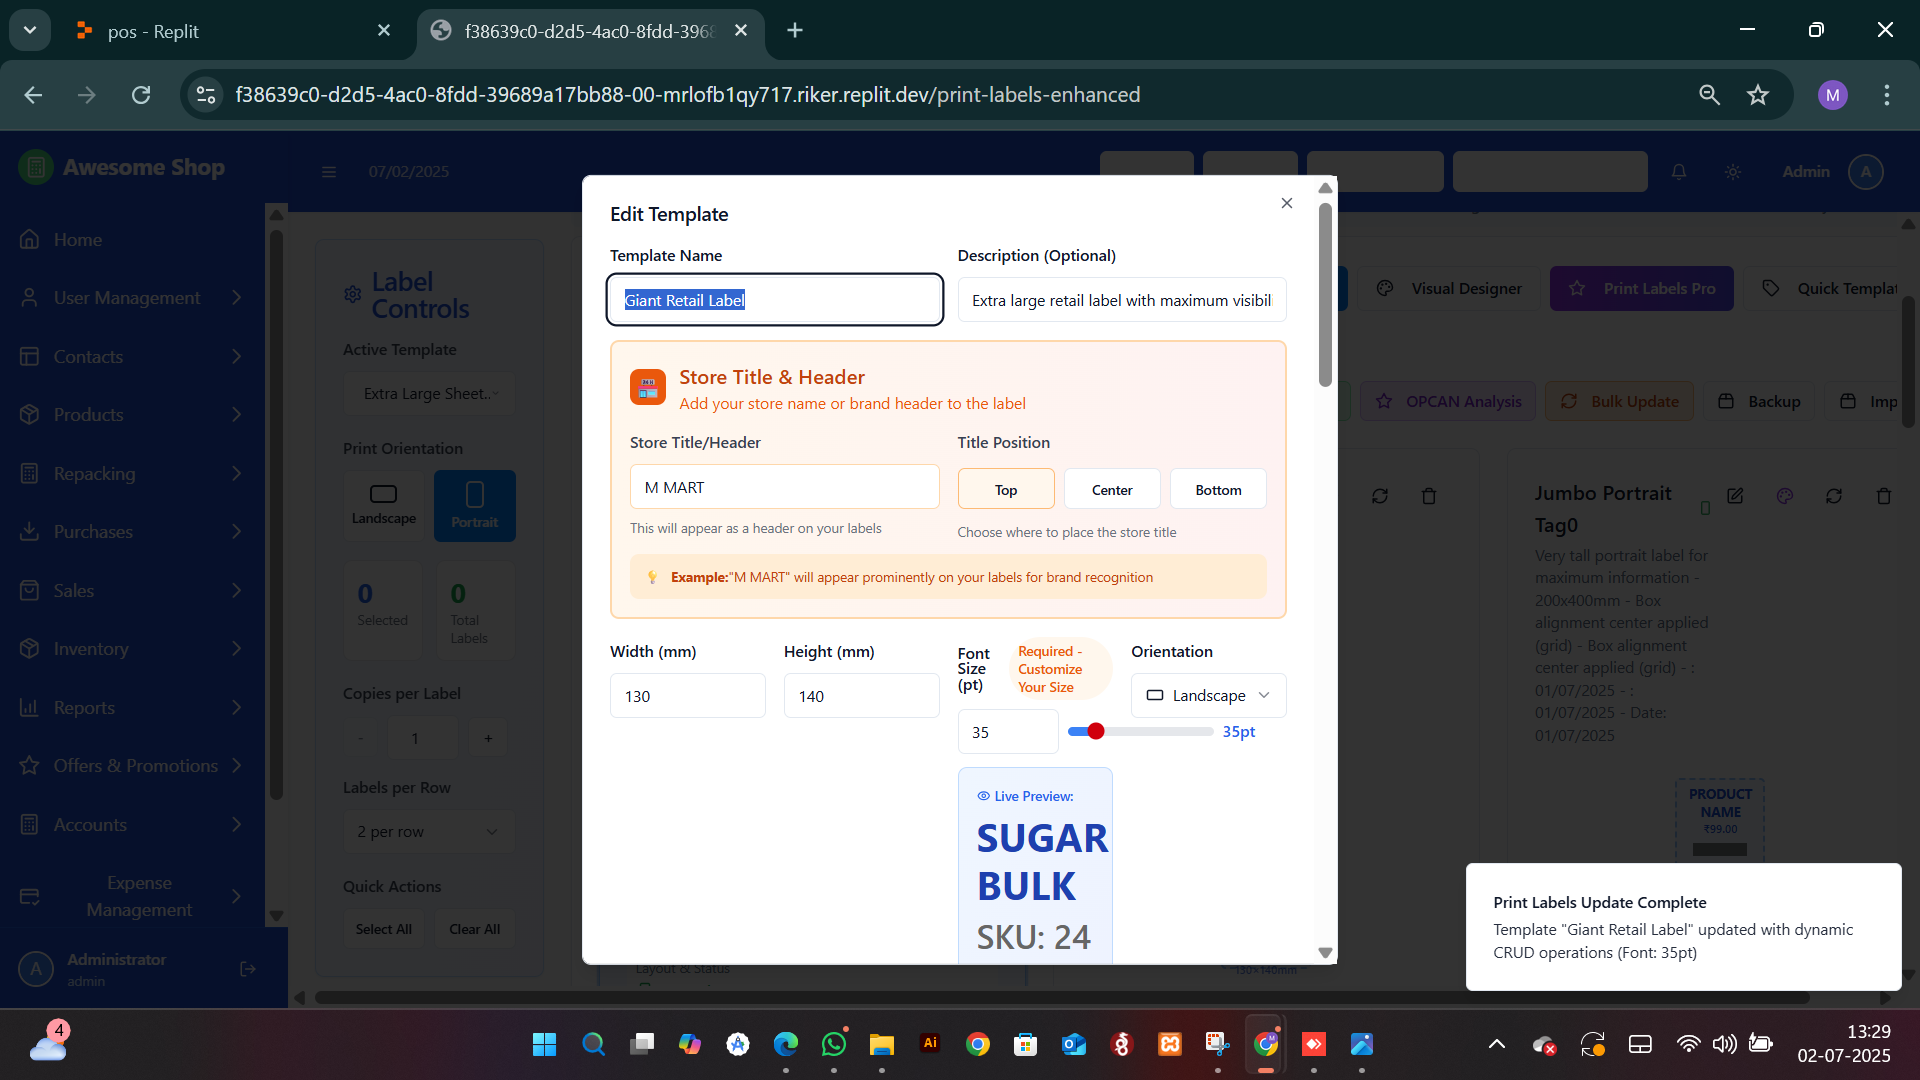 pos - Replit
f38639c0-d2d5-4ac0-8fdd-3968
f38639c0-d2d5-4ac0-8fdd-39689a17bb88-00-mrlofb1qy717.riker.replit.dev/print-labels-enhanced
M
Awesome Shop
07/02/2025
Admin
A
Home
User Management
Contacts
Products
Repacking
Purchases
Sales
Inventory
Reports
Offers & Promotions
Accounts
Expense
Management
A
Administrator
admin
Label
Controls
Active Template
Extra Large Sheet..
Print Orientation
Landscape
Portrait
0
Selected
0
Total
Labels
Copies per Label
-
1
+
Labels per Row
2 per row
Quick Actions
Select All
Clear All
Edit Template
Template Name
Giant Retail Label
Description (Optional)
Extra large retail label with maximum visibil
Store Title & Header
Add your store name or brand header to the label
Store Title/Header
M MART
This will appear as a header on your labels
Title Position
Top
Center
Bottom
Choose where to place the store title
Example:"M MART" will appear prominently on your labels for brand recognition
Width (mm)
130
Height (mm)
140
Font
Size
(pt)
Required -
Customize
Your Size
35
35pt
Orientation
Landscape
Live Preview:
SUGAR
BULK
SKU: 24
Layout & Status
130×140mm
Visual Designer
Print Labels Pro
Quick Templat
OPCAN Analysis
Bulk Update
Backup
Imp
Jumbo Portrait
Tag0
Very tall portrait label for
maximum information -
200x400mm - Box
alignment center applied
(grid) - Box alignment
center applied (grid) - :
01/07/2025 - :
01/07/2025 - Date:
01/07/2025
PRODUCT
NAME
₹99.00
Print Labels Update Complete
Template "Giant Retail Label" updated with dynamic
CRUD operations (Font: 35pt)
4
Ai
13:29
02-07-2025